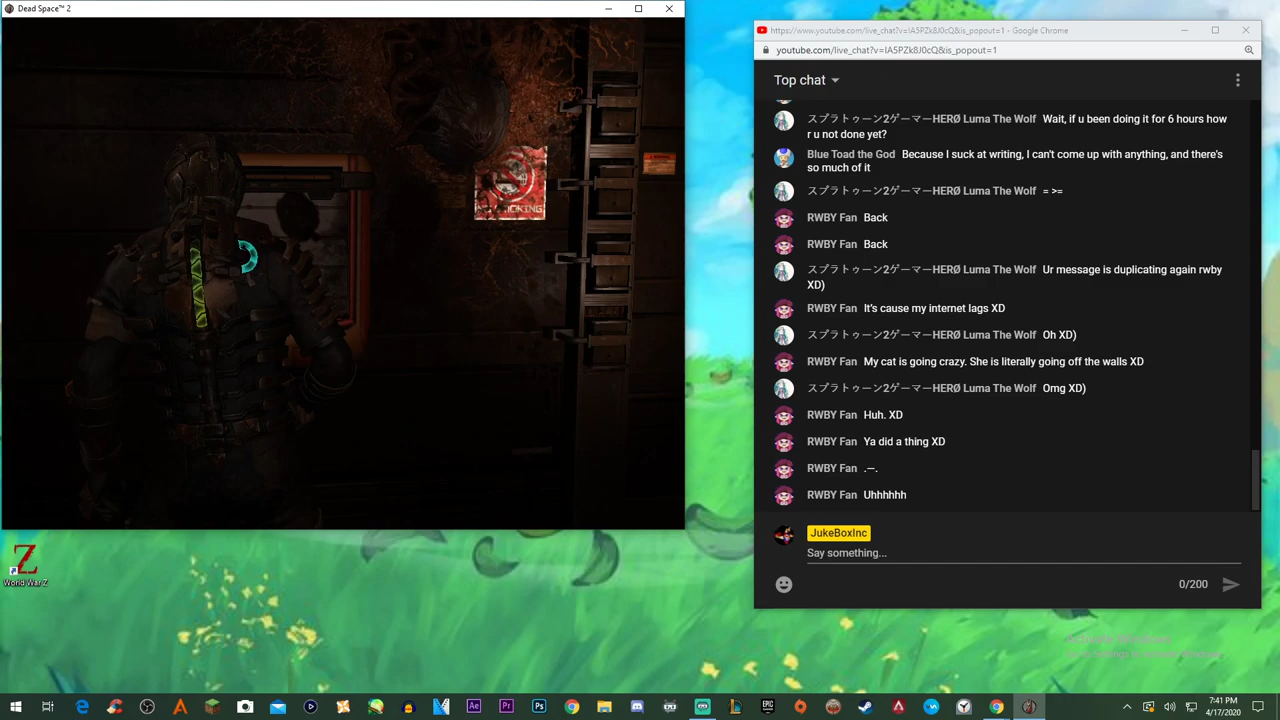 Dead Space™ 2
https://www.youtube.com/live_chat?v=IA5PZk8J0cQ&is_popout=1 - Google Chrome
youtube.com/live_chat?v=IA5PZk8J0cQ&is_popout=1
Top chat
スプラトゥーン2ゲーマーHERØ Luma The Wolf Wait, if u been doing it for 6 hours how
r u not done yet?
Blue Toad the God Because I suck at writing, I can't come up with anything, and there's
so much of it
スプラトゥーン2ゲーマーHERØ Luma The Wolf = >=
RWBY Fan Back
RWBY Fan Back
スプラトゥーン2ゲーマーHERØ Luma The Wolf Ur message is duplicating again rwby
XD)
RWBY Fan It's cause my internet lags XD
スプラトゥーン2ゲーマーHERØ Luma The Wolf Oh XD)
RWBY Fan My cat is going crazy. She is literally going off the walls XD
スプラトゥーン2ゲーマーHERØ Luma The Wolf Omg XD)
RWBY Fan Huh. XD
RWBY Fan Ya did a thing XD
RWBY Fan .—.
RWBY Fan Uhhhhhh
JukeBoxInc
Say something...
0/200
World War Z
Ae
Pr
Ps
EPIC
7:41 PM
4/17/2020